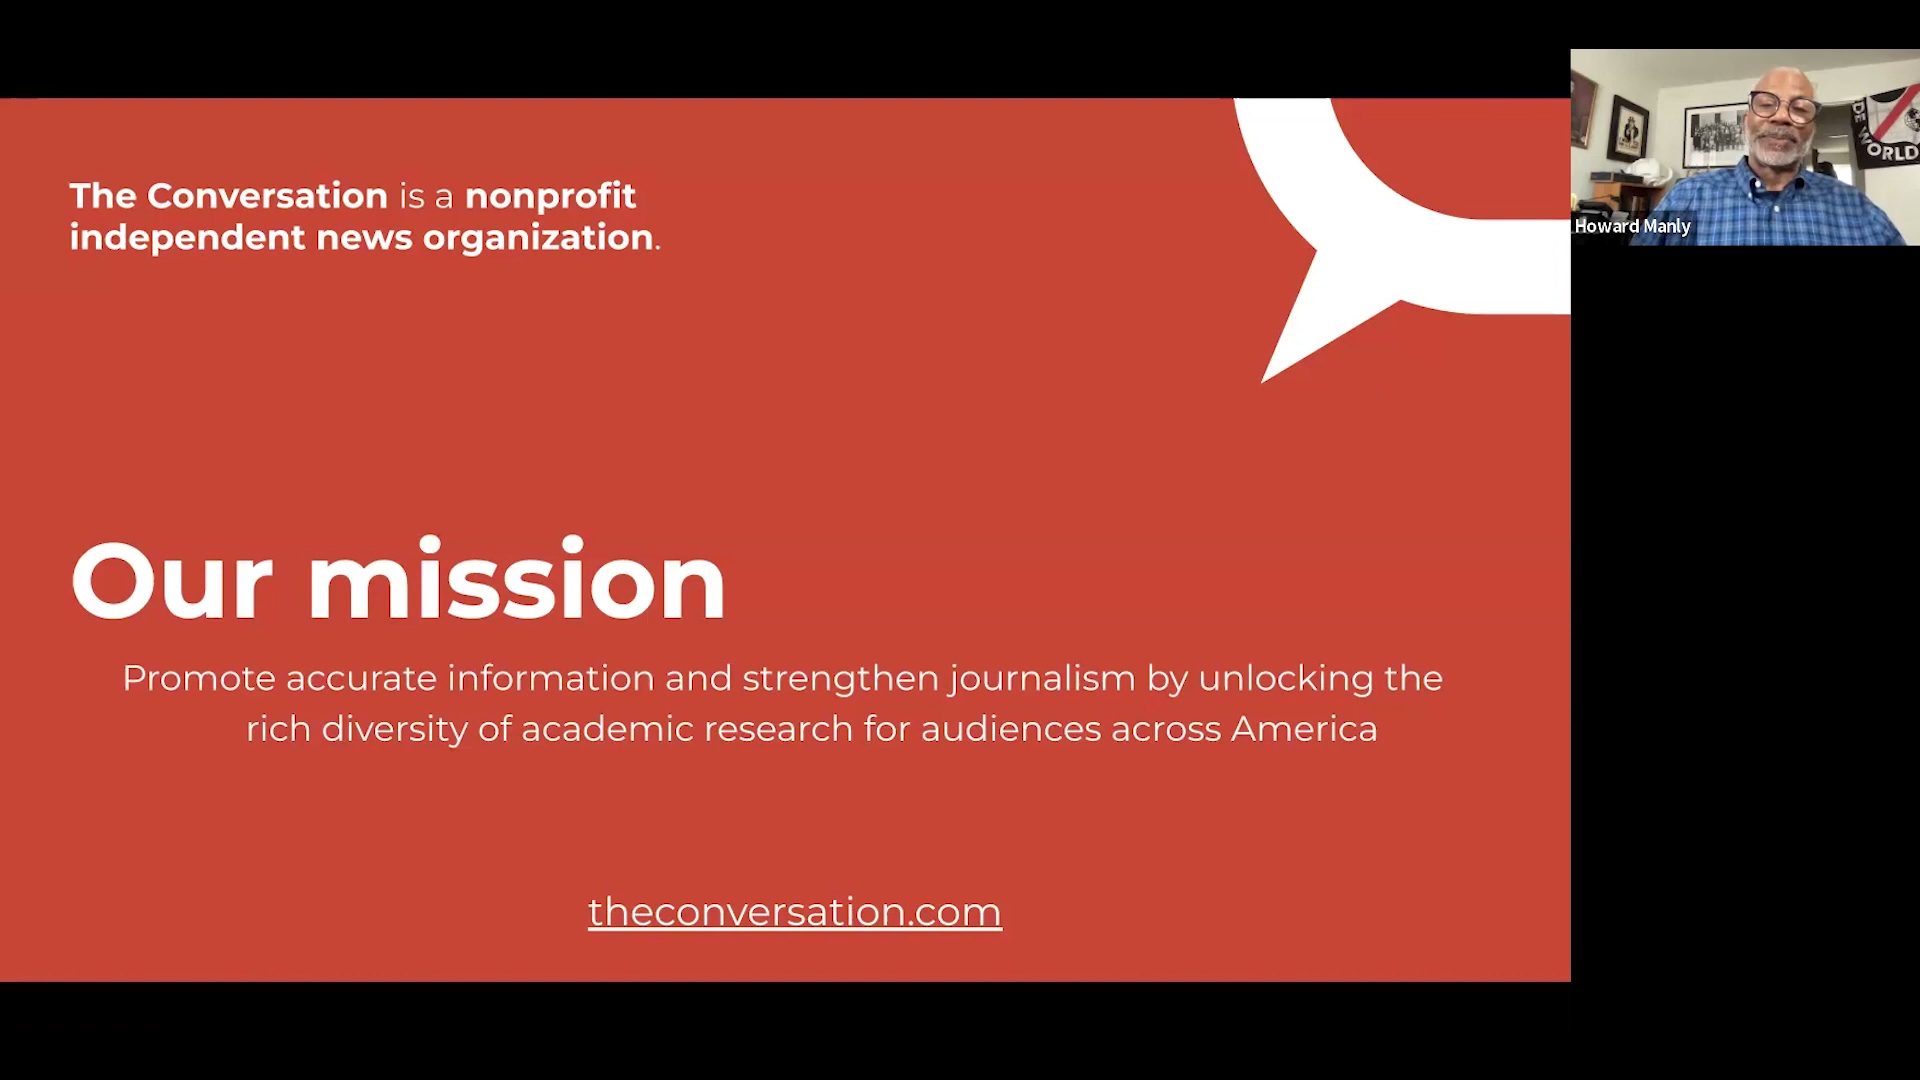 The Conversation is a nonprofit
independent news organization.
Our mission
Promote accurate information and strengthen journalism by unlocking the
rich diversity of academic research for audiences across America
theconversation.com
Howard Manly
WORLD